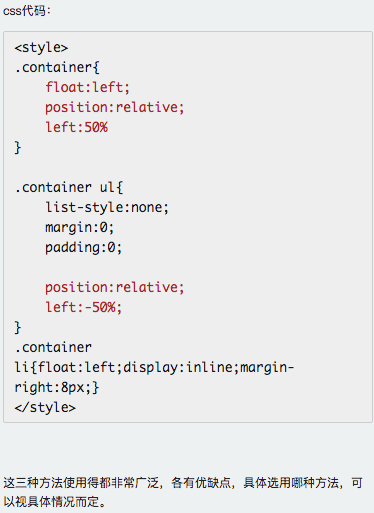 css代码：
<style>
.container{
    float:left;
    position:relative;
    left:50%
}
.container ul{
    list-style:none;
    margin:0;
    padding:0;
    position:relative;
    left:-50%;
}
.container
li{float:left;display:inline;margin-
right:8px;}
</style>
这三种方法使用得都非常广泛，各有优缺点，具体选用哪种方法，可
以视具体情况而定。